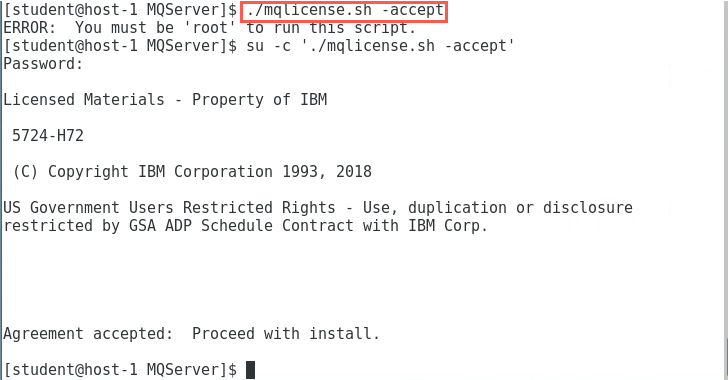 [student@host-1 MQServer]$ ./mqlicense.sh -accept
ERROR:  You must be 'root' to run this script.
[student@host-1 MQServer]$ su -c './mqlicense.sh -accept'
Password:
Licensed Materials - Property of IBM
5724-H72
(C) Copyright IBM Corporation 1993, 2018
US Government Users Restricted Rights - Use, duplication or disclosure
restricted by GSA ADP Schedule Contract with IBM Corp.
Agreement accepted:  Proceed with install.
[student@host-1 MQServer]$